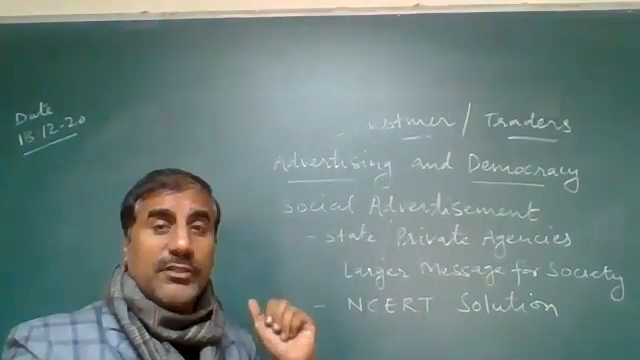 Date
18-12-20
ustmer / Traders
Advertising and Democracy
Social Advertisement
- State / Private Agencies
Larger Message for Society
- NCERT Solution